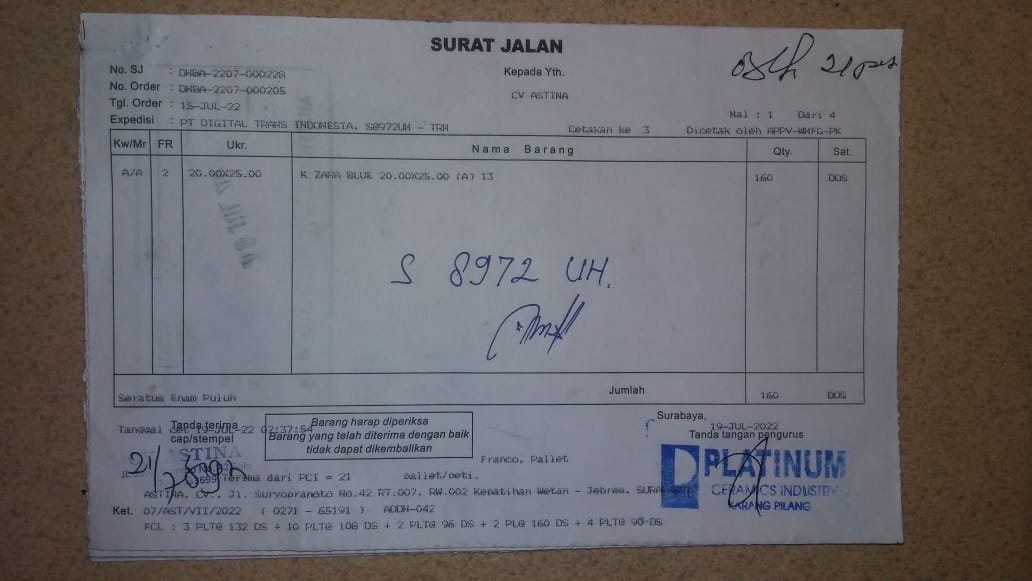 SURAT JALAN
21 pcs
No. SJ : DHBA-2207-000228
Kepada Yth.
No. Order : DHBA-2207-000205
CV ASTINA
Tgl. Order : 15-JUL-22
Hal : 1 Dari 4
Expedisi : PT DIGITAL TRANS INDONESIA, S8972UH - TRN
Cetakan ke 3 Dicetak oleh APPV-WHFG-PK
Kw/Mr FR Ukr. Nama Barang Qty. Sat.
A/A 2 20.00X25.00 K ZARA BLUE 20.00X25.00 (A) 13 160 DOS
S 8972 UH.
Seratus Enam Puluh Jumlah 160 DOS
Tanggal cet 19-JUL-22 07:37:54
Tanda terima
cap/stempel
Barang harap diperiksa
Barang yang telah diterima dengan baik
tidak dapat dikembalikan
Surabaya,
19-JUL-2022
Tanda tangan pengurus
Franco, Pallet
ASTINA
21/7
PLATINUM
CERAMICS INDUSTRY
KARANG PILANG
Terima dari PCI = 21 pallet/peti.
ASTINA, CV., Jl. Suryopranoto No.42 RT.007, RW.002 Kepatihan Wetan - Jebres,
Ket. 07/AST/VII/2022 ( 0271 - 65191 ) ADDH-042
FCL : 3 PLT@ 132 DS + 10 PLT@ 108 DS + 2 PLT@ 96 DS + 2 PL@ 160 DS + 4 PLT@ 90 DS